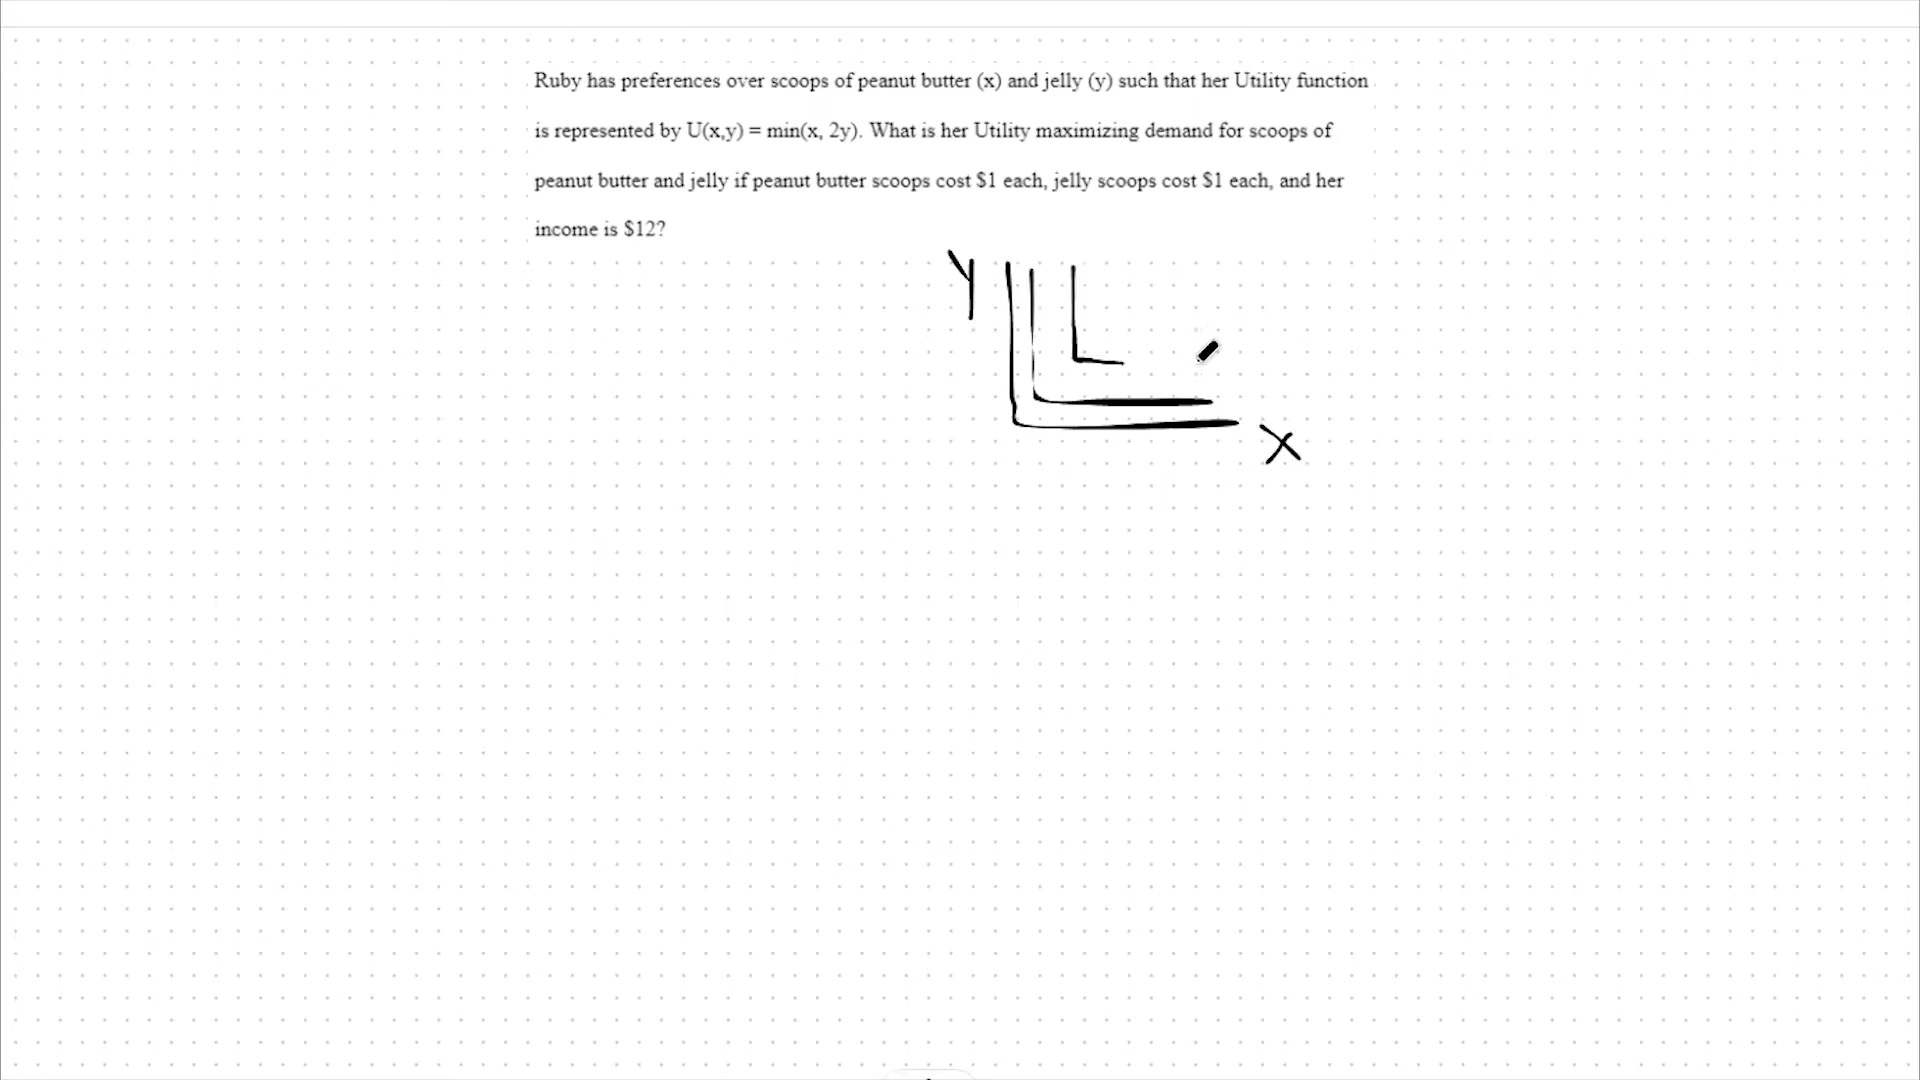 Ruby has preferences over scoops of peanut butter (x) and jelly (y) such that her Utility function
is represented by U(x,y) = min(x, 2y). What is her Utility maximizing demand for scoops of
peanut butter and jelly if peanut butter scoops cost $1 each, jelly scoops cost $1 each, and her
income is $12?
y
x